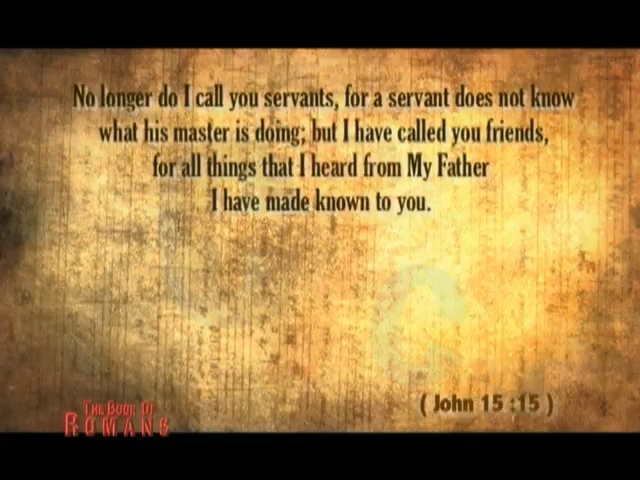 No longer do I call you servants, for a servant does not know
what his master is doing; but I have called you friends,
for all things that I heard from My Father
I have made known to you.
( John 15 :15 )
THE BOOK OF
ROMANS